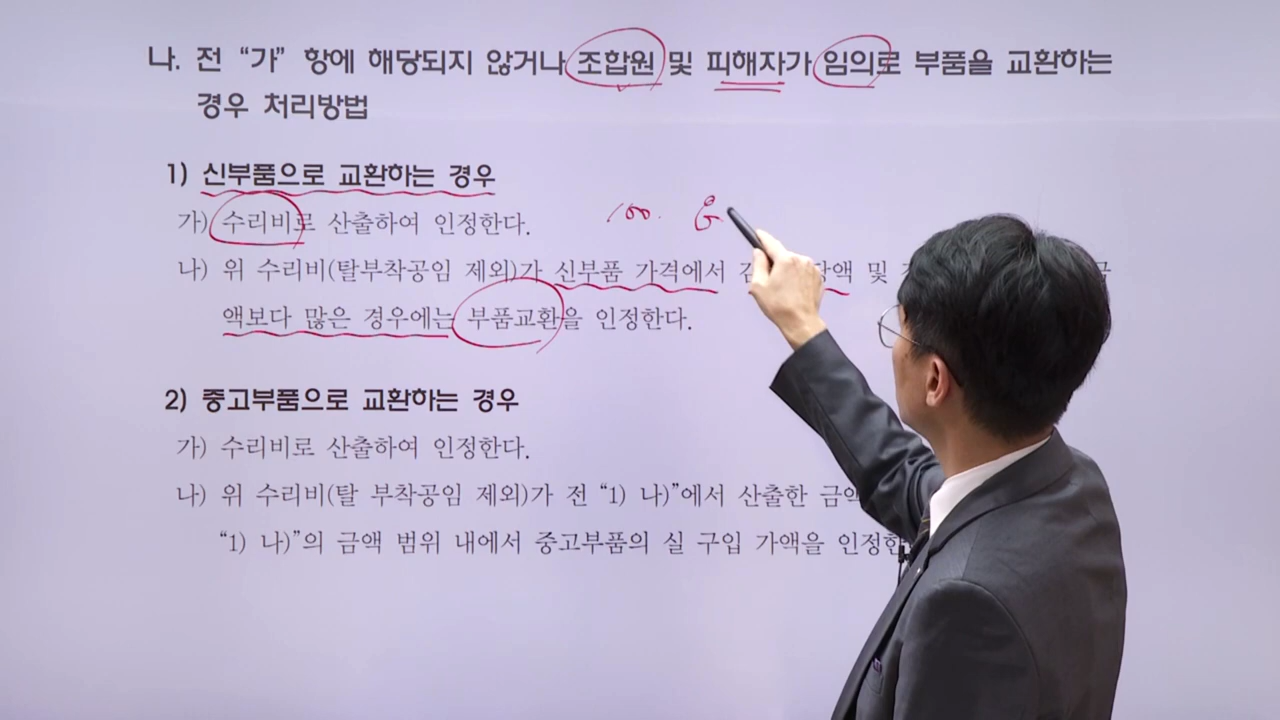 나. 전 “가” 항에 해당되지 않거나 조합원 및 피해자가 임의로 부품을 교환하는
경우 처리방법
1) 신부품으로 교환하는 경우
가) 수리비로 산출하여 인정한다.
100.
나) 위 수리비(탈부착공임 제외)가 신부품 가격에서 및
액보다 많은 경우에는 부품교환을 인정한다.
2) 중고부품으로 교환하는 경우
가) 수리비로 산출하여 인정한다.
나) 위 수리비(탈 부착공임 제외)가 전 “1) 나)”에서 산출한
“1) 나)”의 금액 범위 내에서 중고부품의 실 구입 가액을